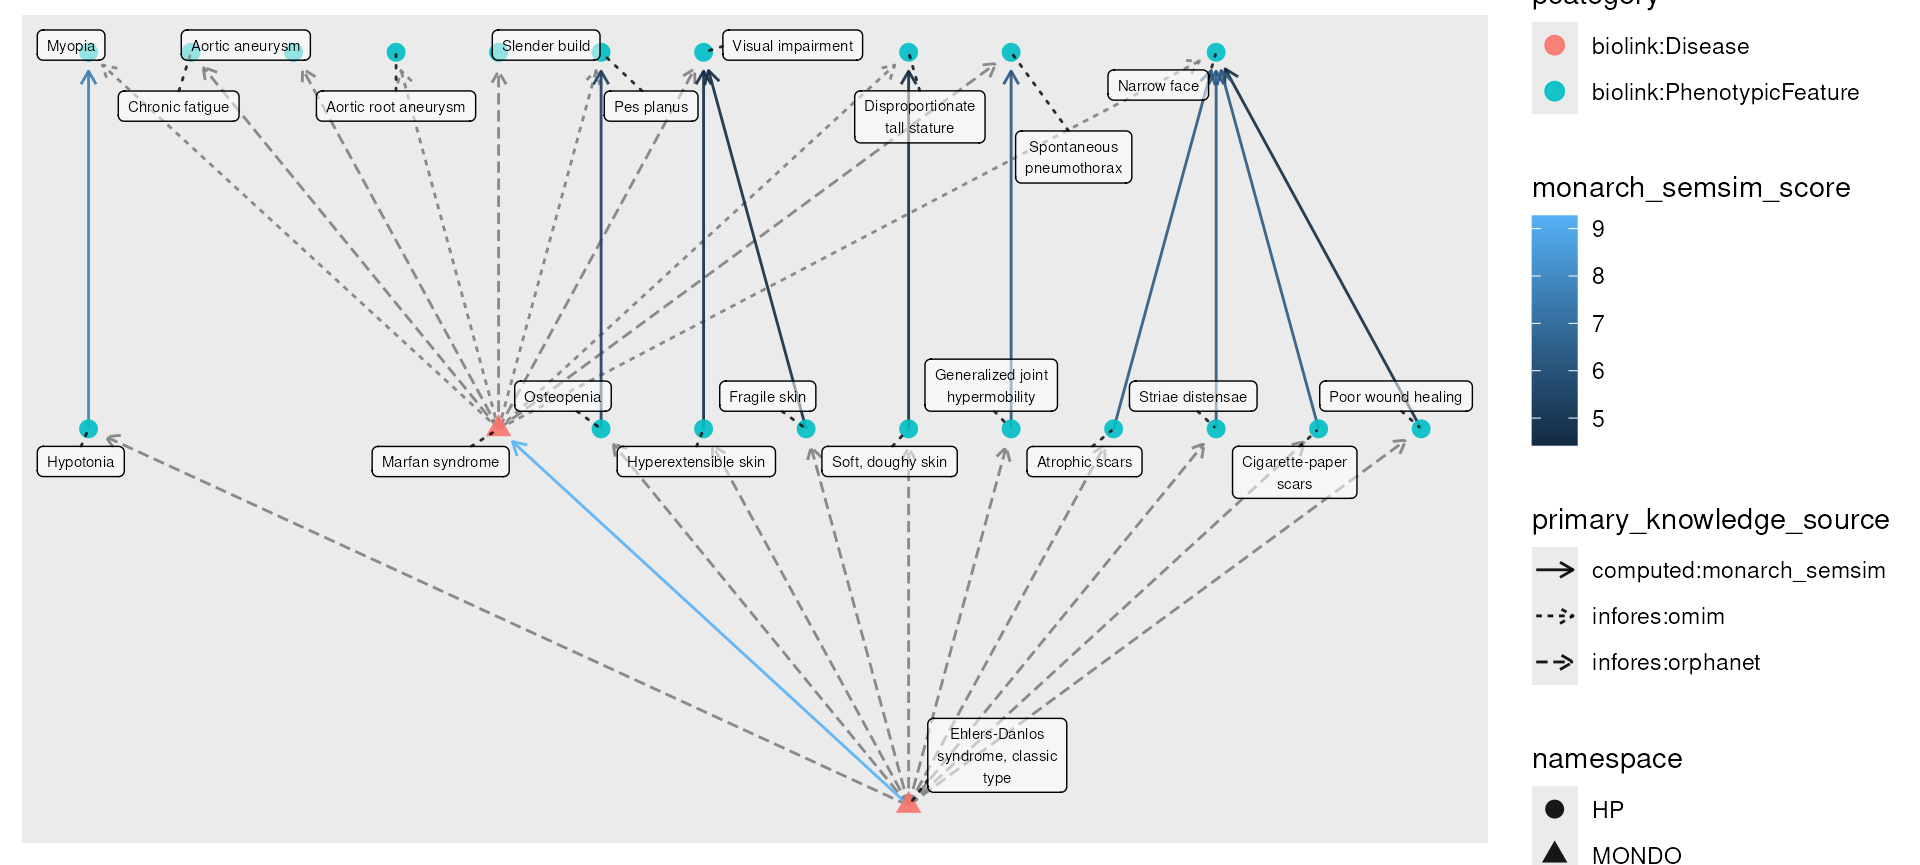 Myopia
Aortic aneurysm
Slender build
Visual impairment
Narrow face
Chronic fatigue
Aortic root aneurysm
Pes planus
Disproportionate
tall stature
Spontaneous
pneumothorax
Osteopenia
Fragile skin
Generalized joint
hypermobility
Striae distensae
Poor wound healing
Hypotonia
Marfan syndrome
Hyperextensible skin
Soft, doughy skin
Atrophic scars
Cigarette-paper
scars
Ehlers-Danlos
syndrome, classic
type
pcategory
biolink:Disease
biolink:PhenotypicFeature
monarch_semsim_score
9
8
7
6
5
primary_knowledge_source
computed:monarch_semsim
infores:omim
infores:orphanet
namespace
HP
MONDO